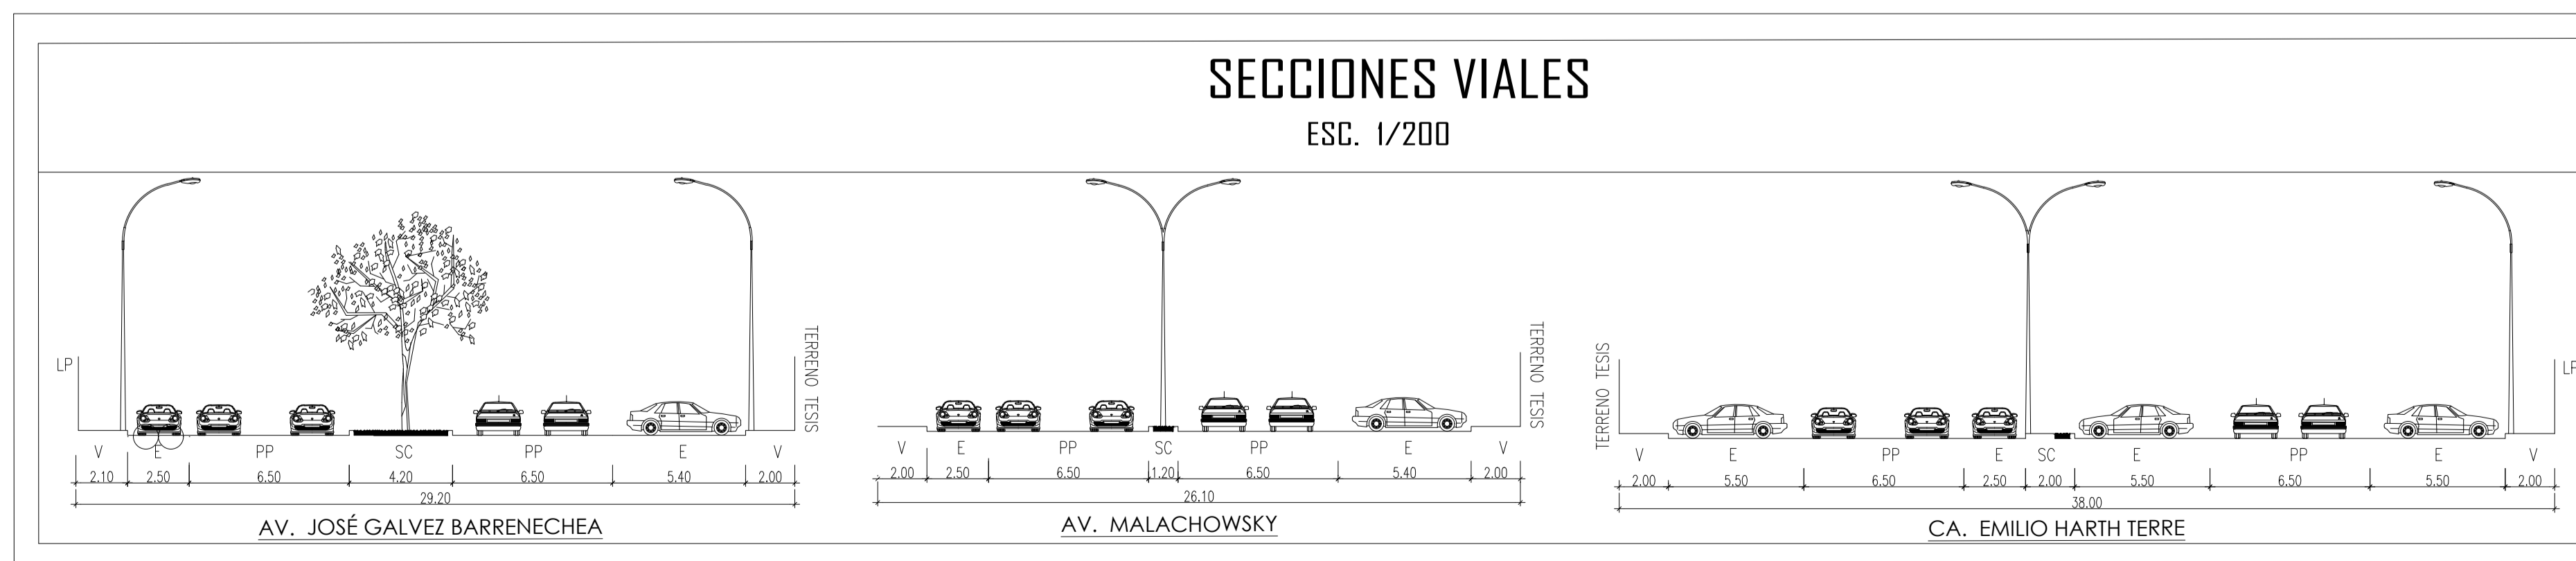 SECCIONES VIALES
ESC. 1/200
LP
TERRENO TESIS
V E PP SC PP E V
2.10 2.50 6.50 4.20 6.50 5.40 2.00
29.20
AV. JOSÉ GALVEZ BARRENECHEA
TERRENO TESIS
V E PP SC PP E V
2.00 2.50 6.50 1.20 6.50 5.40 2.00
26.10
AV. MALACHOWSKY
TERRENO TESIS
LP
V E PP E SC E PP E V
2.00 5.50 6.50 2.50 2.00 5.50 6.50 5.50 2.00
38.00
CA. EMILIO HARTH TERRE